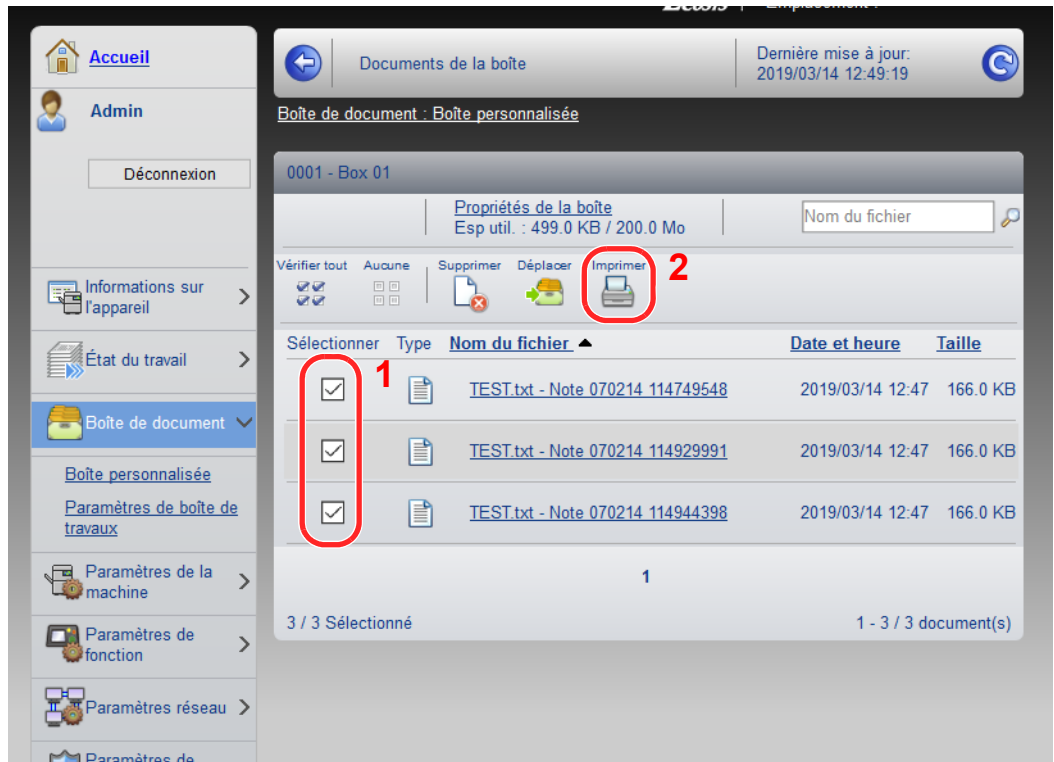 Emplacement :
Accueil
Documents de la boîte
Dernière mise à jour:
2019/03/14 12:49:19
Admin
Boîte de document : Boîte personnalisée
Déconnexion
0001 - Box 01
Propriétés de la boîte
Esp util. : 499.0 KB / 200.0 Mo
Nom du fichier
Vérifier tout Aucune Supprimer Déplacer Imprimer 2
Informations sur
l'appareil
État du travail
Boîte de document
Boîte personnalisée
Paramètres de boîte de
travaux
Paramètres de la
machine
Paramètres de
fonction
Paramètres réseau
Paramètres de
Sélectionner Type Nom du fichier Date et heure Taille
1
TEST.txt - Note 070214 114749548 2019/03/14 12:47 166.0 KB
TEST.txt - Note 070214 114929991 2019/03/14 12:47 166.0 KB
TEST.txt - Note 070214 114944398 2019/03/14 12:47 166.0 KB
1
3 / 3 Sélectionné 1 - 3 / 3 document(s)